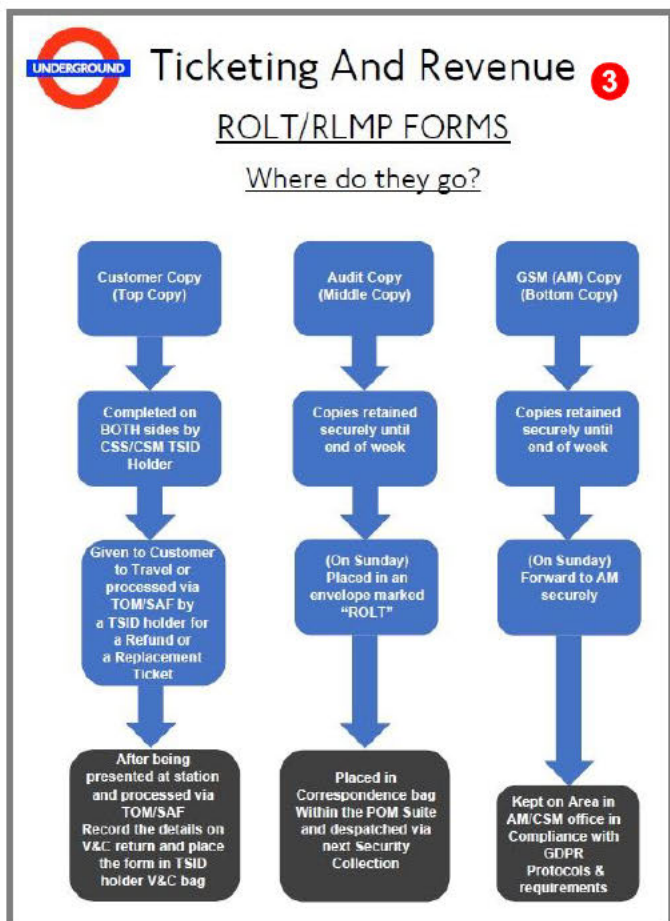 UNDERGROUND
Ticketing And Revenue
3
ROLT/RLMP FORMS
Where do they go?
Customer Copy
(Top Copy)
Completed on
BOTH sides by
CSS/CSM TSID
Holder
Given to Customer
to Travel or
processed via
TOM/SAF by
a TSID holder for
a Refund or
a Replacement
Ticket
After being
presented at station
and processed via
TOM/SAF
Record the details on
V&C return and place
the form in TSID
holder V&C bag
Audit Copy
(Middle Copy)
Copies retained
securely until
end of week
(On Sunday)
Placed in an
envelope marked
“ROLT”
Placed in
Correspondence bag
Within the POM Suite
and despatched via
next Security
Collection
GSM (AM) Copy
(Bottom Copy)
Copies retained
securely until
end of week
(On Sunday)
Forward to AM
securely
Kept on Area in
AM/CSM office in
Compliance with
GDPR
Protocols &
requirements